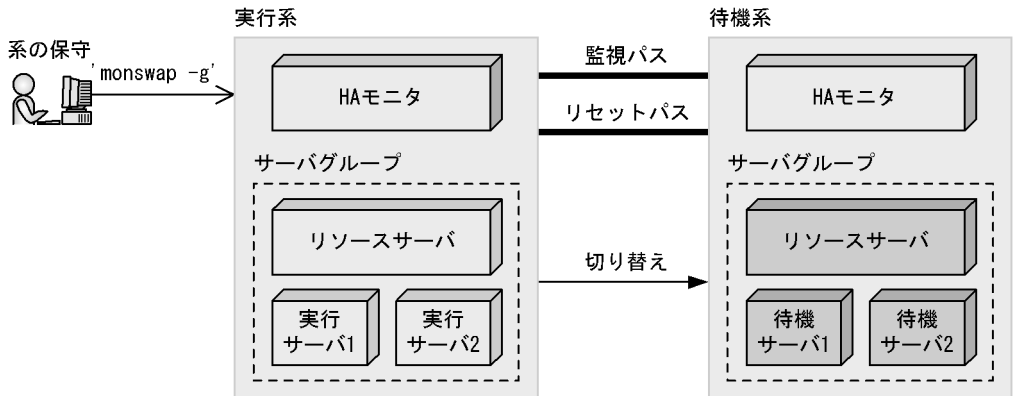 実行系
待機系
系の保守
'monswap -g'
HAモニタ
監視パス
リセットパス
HAモニタ
サーバグループ
サーバグループ
リソースサーバ
切り替え
リソースサーバ
実行
サーバ1
実行
サーバ2
待機
サーバ1
待機
サーバ2